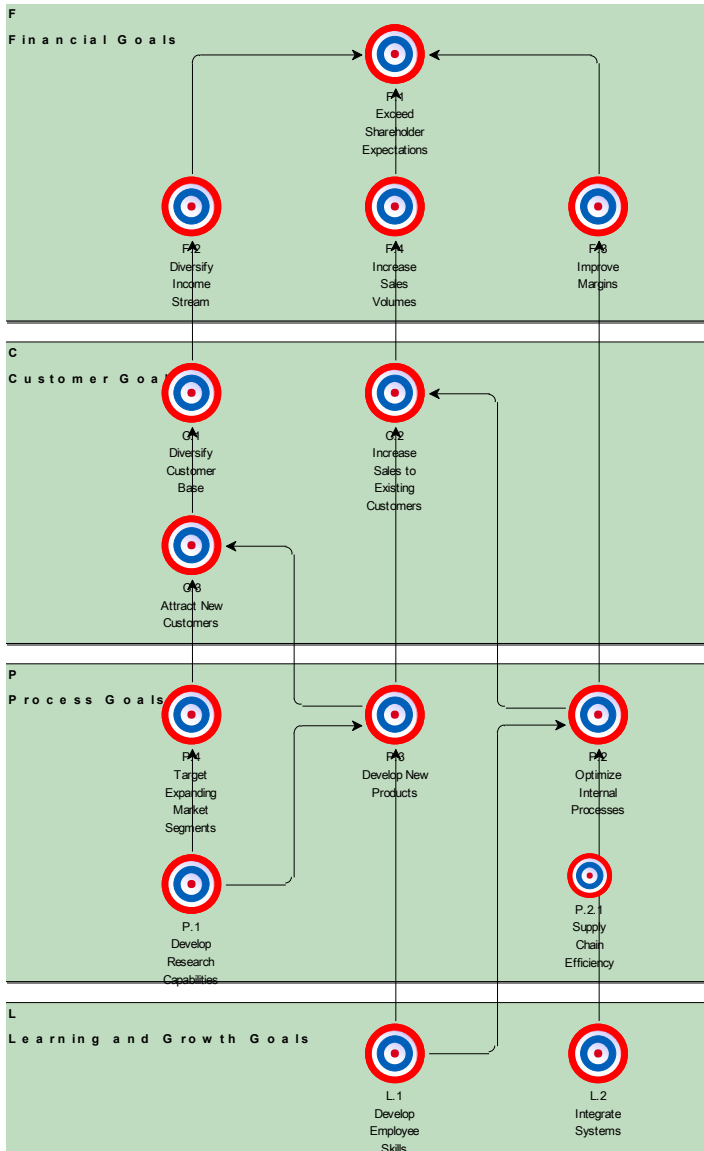 F
Financial Goals
F.1
Exceed
Shareholder
Expectations
F.2
Diversify
Income
Stream
F.4
Increase
Sales
Volumes
F.3
Improve
Margins
C
Customer Goal
C.1
Diversify
Customer
Base
C.2
Increase
Sales to
Existing
Customers
C.3
Attract New
Customers
P
Process Goals
P.4
Target
Expanding
Market
Segments
P.3
Develop New
Products
P.2
Optimize
Internal
Processes
P.1
Develop
Research
Capabilities
P.2.1
Supply
Chain
Efficiency
L
Learning and Growth Goals
L.1
Develop
Employee
Skills
L.2
Integrate
Systems